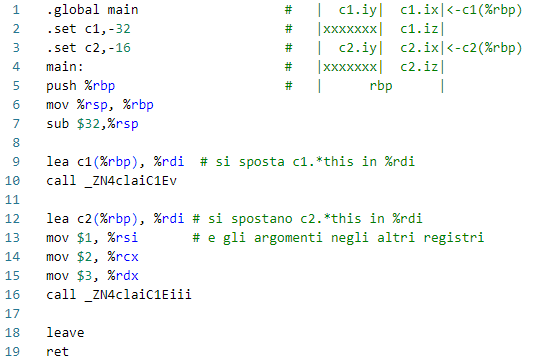 1 .global main # | c1.iy| c1.ix|<-c1(%rbp)
2 .set c1,-32 # |xxxxxxx| c1.iz|
3 .set c2,-16 # | c2.iy| c2.ix|<-c2(%rbp)
4 main: # |xxxxxxx| c2.iz|
5 push %rbp # | rbp |
6 mov %rsp, %rbp
7 sub $32,%rsp
8
9 lea c1(%rbp), %rdi # si sposta c1.*this in %rdi
10 call _ZN4claiC1Ev
11
12 lea c2(%rbp), %rdi # si spostano c2.*this in %rdi
13 mov $1, %rsi # e gli argomenti negli altri registri
14 mov $2, %rcx
15 mov $3, %rdx
16 call _ZN4claiC1Eiii
17
18 leave
19 ret